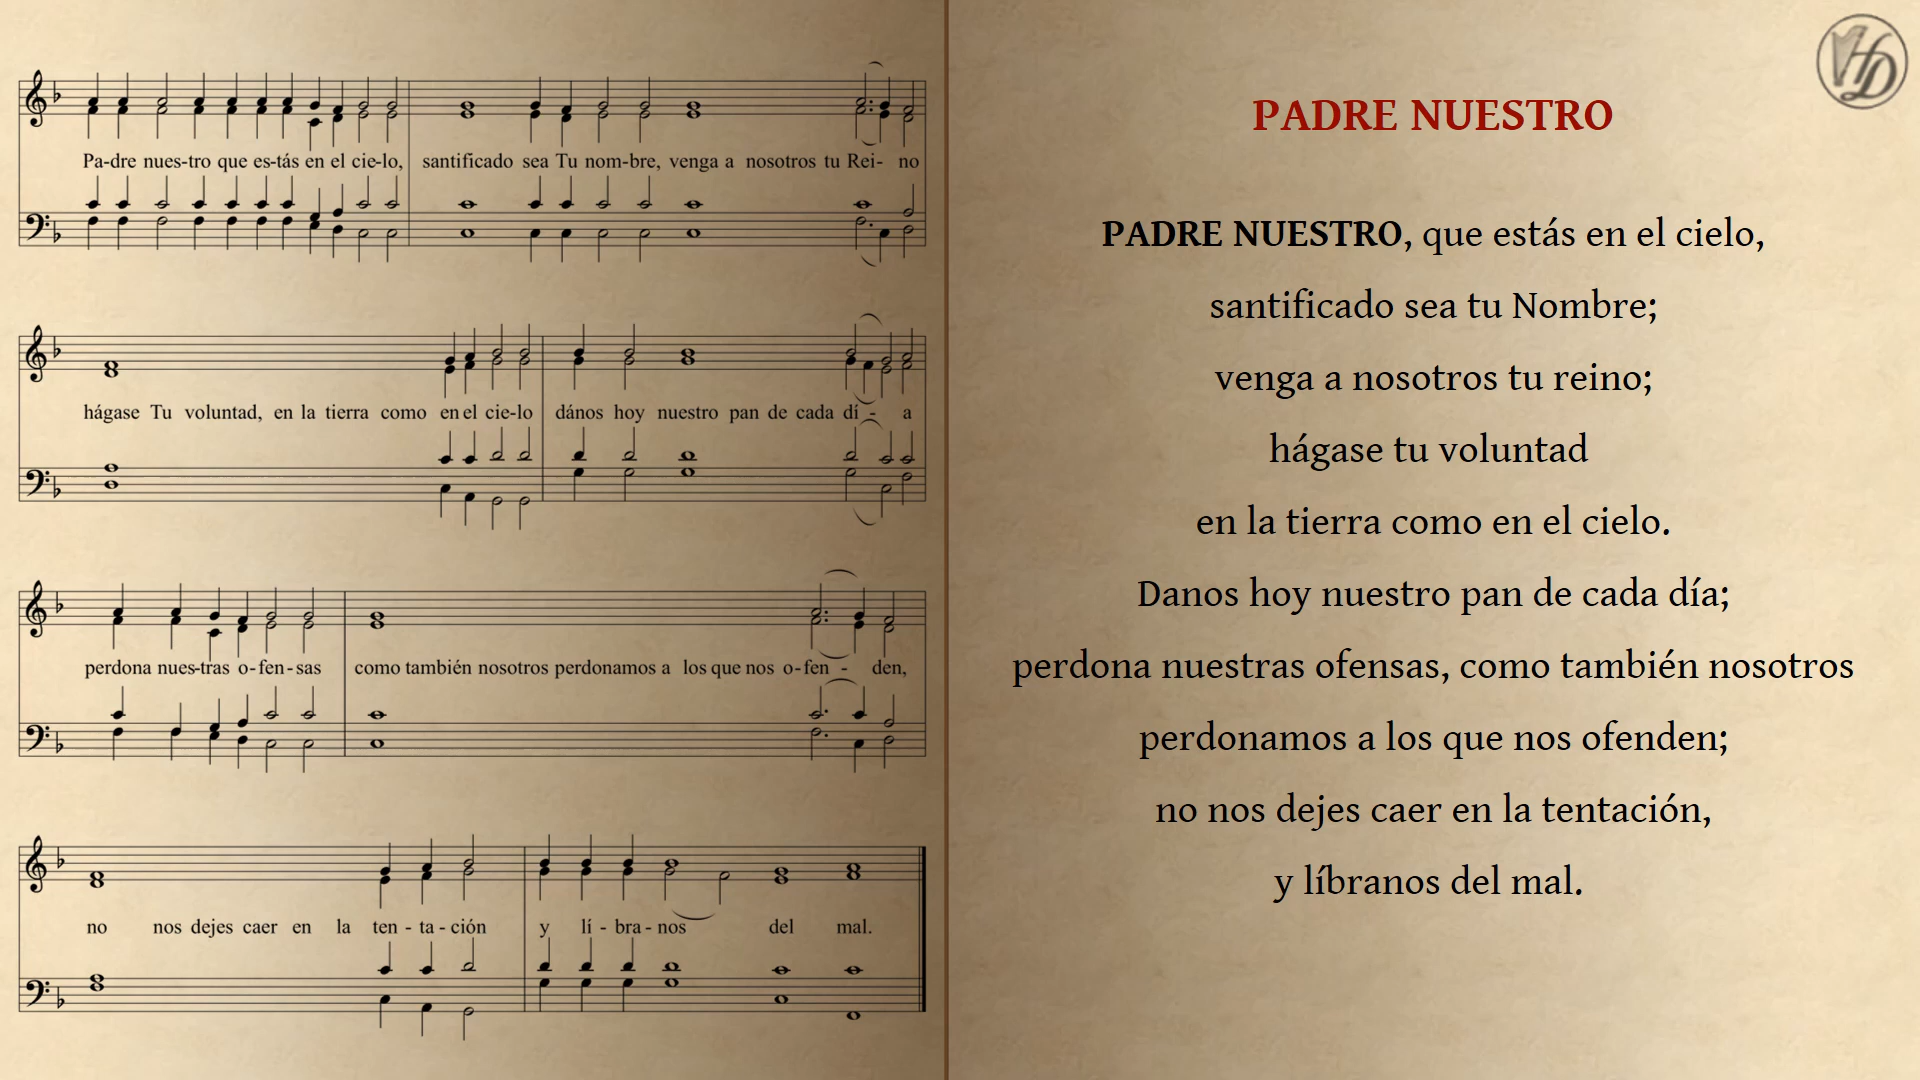 Pa-dre nues-tro que es-tás en el cie-lo, santificado sea Tu nom-bre, venga a nosotros tu Rei- no
hágase Tu voluntad, en la tierra como en el cie-lo dános hoy nuestro pan de cada dí - a
perdona nues-tras o-fen-sas como también nosotros perdonamos a los que nos o-fen - den,
no nos dejes caer en la ten - ta - ción y lí - bra - nos del mal.
HD
PADRE NUESTRO
PADRE NUESTRO, que estás en el cielo,
santificado sea tu Nombre;
venga a nosotros tu reino;
hágase tu voluntad
en la tierra como en el cielo.
Danos hoy nuestro pan de cada día;
perdona nuestras ofensas, como también nosotros
perdonamos a los que nos ofenden;
no nos dejes caer en la tentación,
y líbranos del mal.